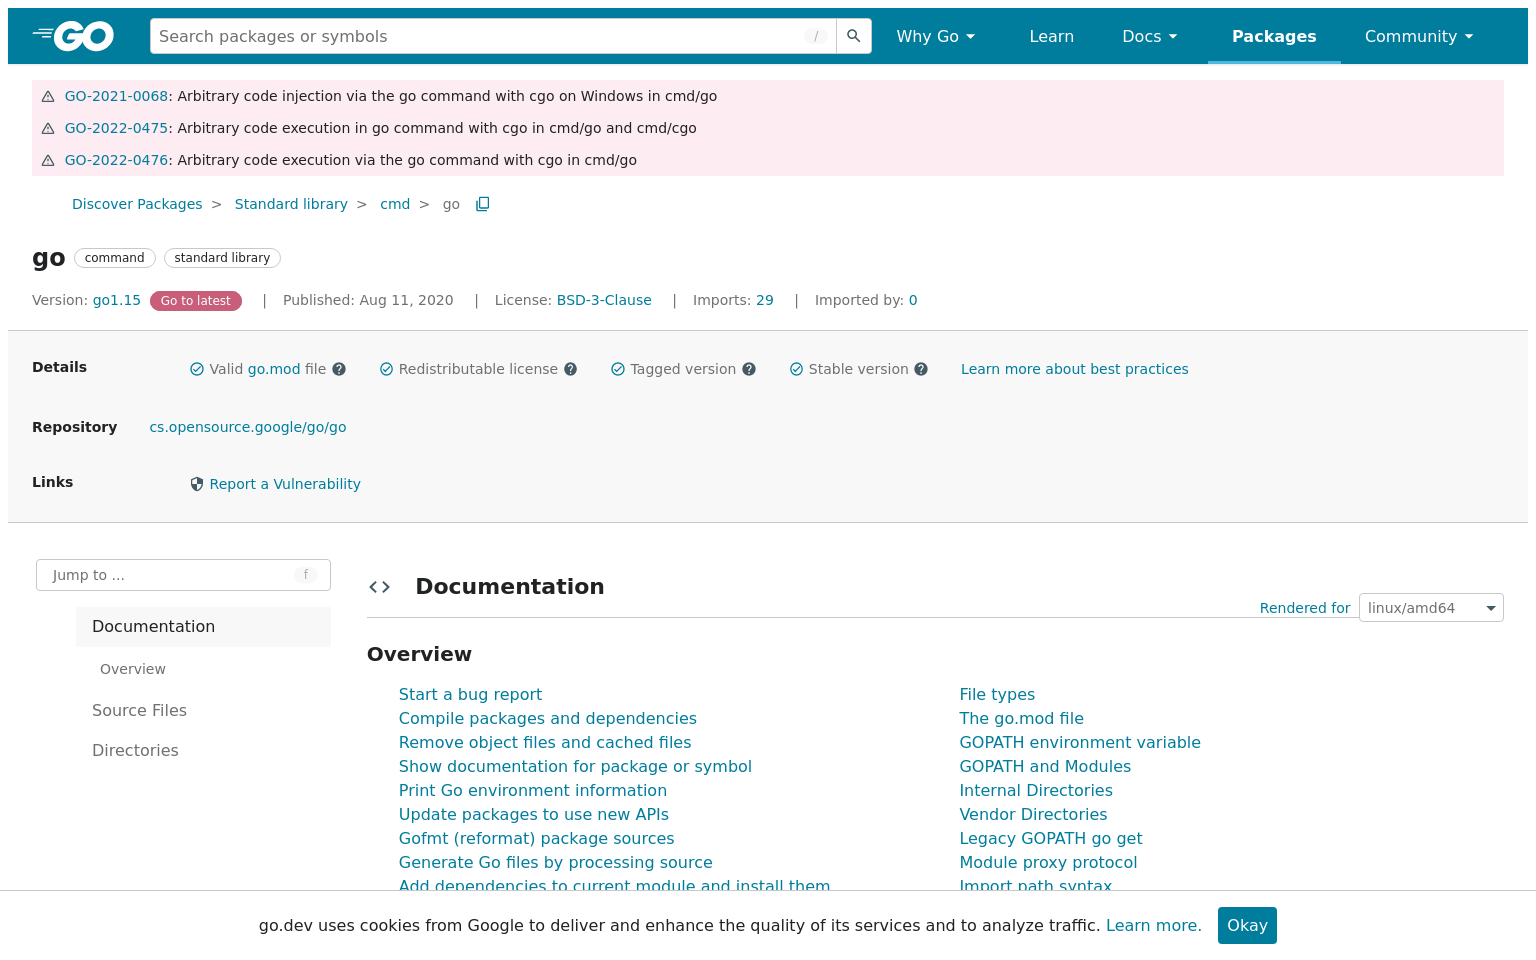 GO
Search packages or symbols /
Why Go
Learn
Docs
Packages
Community
GO-2021-0068: Arbitrary code injection via the go command with cgo on Windows in cmd/go
GO-2022-0475: Arbitrary code execution in go command with cgo in cmd/go and cmd/cgo
GO-2022-0476: Arbitrary code execution via the go command with cgo in cmd/go
Discover Packages > Standard library > cmd > go
go command standard library
Version: go1.15 Go to latest | Published: Aug 11, 2020 | License: BSD-3-Clause | Imports: 29 | Imported by: 0
Details
Valid go.mod file
Redistributable license
Tagged version
Stable version
Learn more about best practices
Repository
cs.opensource.google/go/go
Links
Report a Vulnerability
Jump to ... f
Documentation
Overview
Source Files
Directories
Documentation
Rendered for linux/amd64
Overview
Start a bug report
Compile packages and dependencies
Remove object files and cached files
Show documentation for package or symbol
Print Go environment information
Update packages to use new APIs
Gofmt (reformat) package sources
Generate Go files by processing source
Add dependencies to current module and install them
File types
The go.mod file
GOPATH environment variable
GOPATH and Modules
Internal Directories
Vendor Directories
Legacy GOPATH go get
Module proxy protocol
Import path syntax
go.dev uses cookies from Google to deliver and enhance the quality of its services and to analyze traffic. Learn more.
Okay